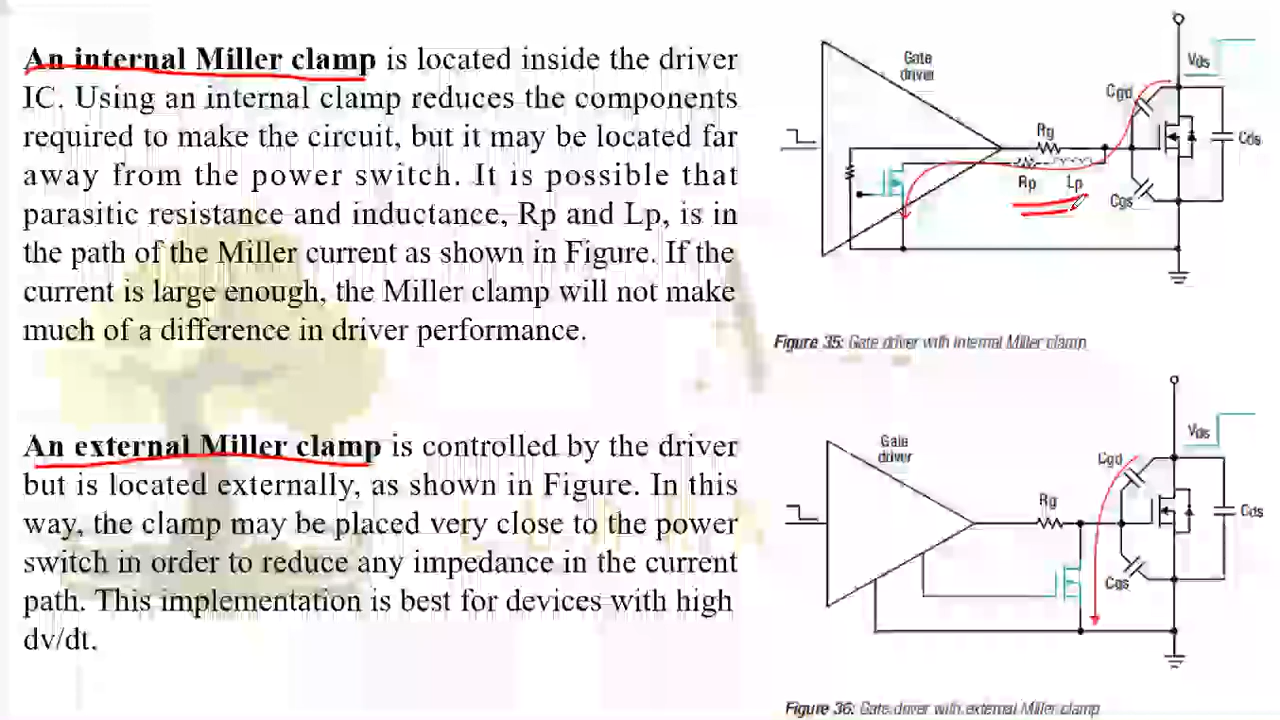 An internal Miller clamp is located inside the driver
IC. Using an internal clamp reduces the components
required to make the circuit, but it may be located far
away from the power switch. It is possible that
parasitic resistance and inductance, Rp and Lp, is in
the path of the Miller current as shown in Figure. If the
current is large enough, the Miller clamp will not make
much of a difference in driver performance.
Gate
driver
Vds
Cgd
Rg
Cds
Rp
Lp
Cgs
Figure 35: Gate driver with internal Miller clamp
An external Miller clamp is controlled by the driver
but is located externally, as shown in Figure. In this
way, the clamp may be placed very close to the power
switch in order to reduce any impedance in the current
path. This implementation is best for devices with high
dv/dt.
Gate
driver
Vds
Cgd
Rg
Cds
Cgs
Figure 36: Gate driver with external Miller clamp